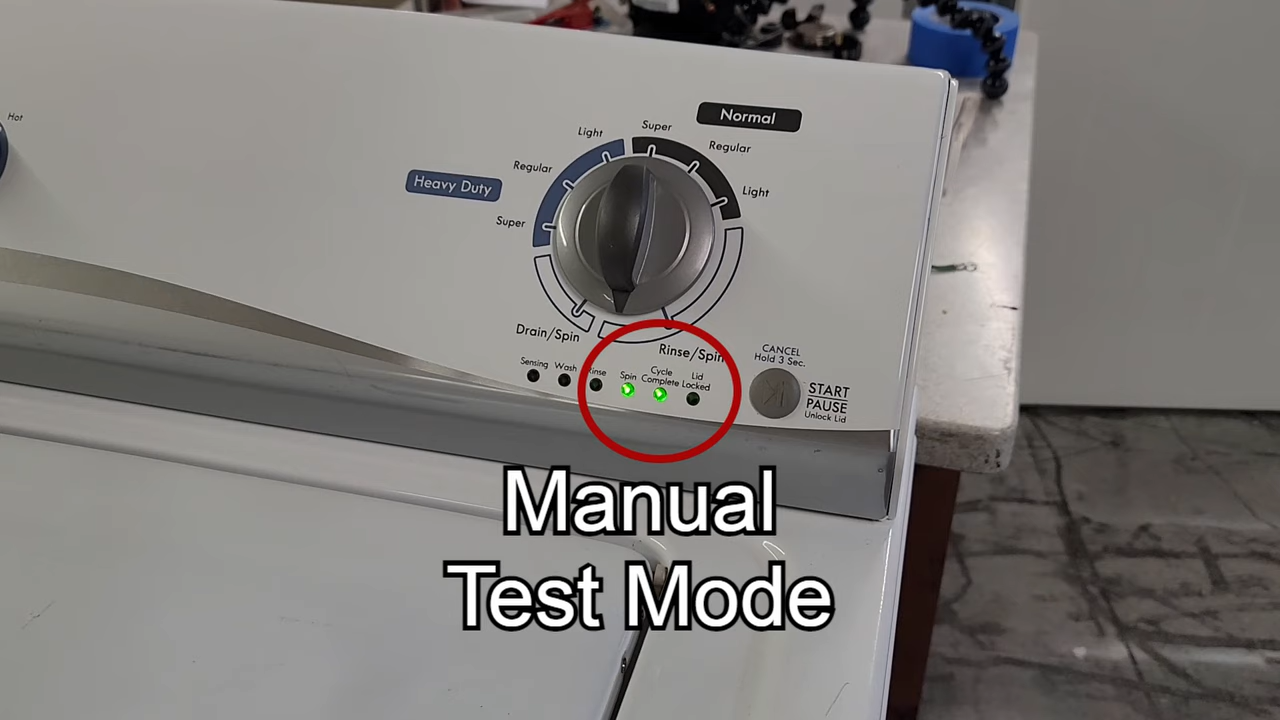 Hot
Normal
Super
Light
Regular
Regular
Heavy Duty
Light
Super
Drain/Spin
Rinse/Spin
CANCEL
Hold 3 Sec.
Sensing
Wash
Rinse
Spin
Cycle
Complete
Lid
Locked
START
PAUSE
Unlock Lid
Manual
Test Mode